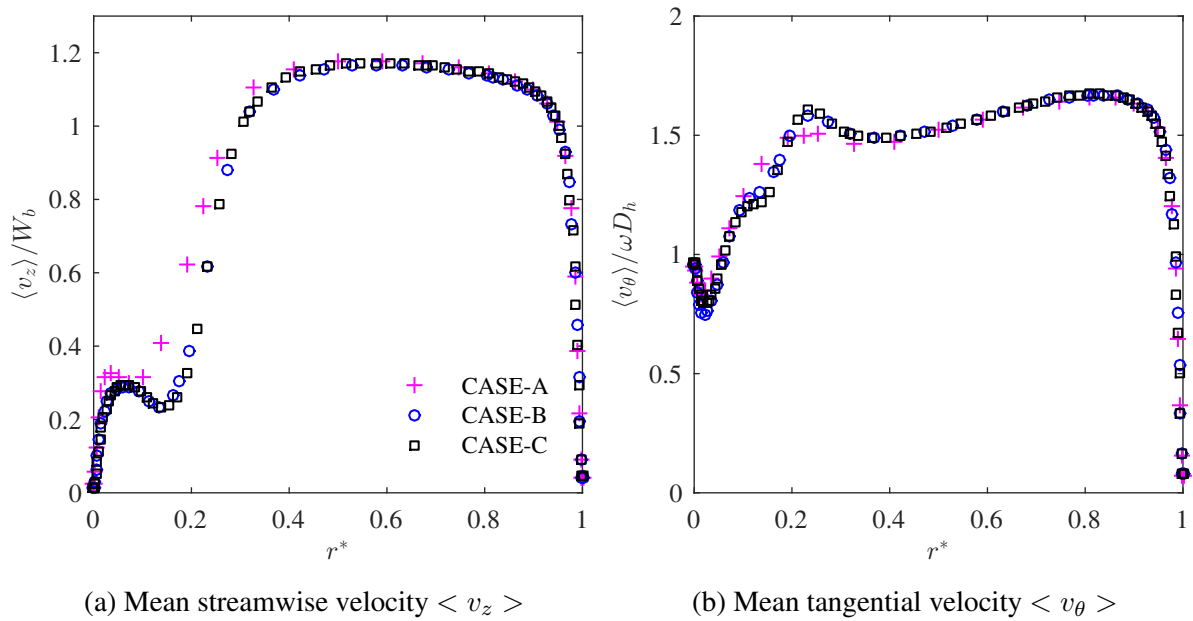 1.2
1
0.8
0.6
0.4
0.2
0
⟨v_z⟩/W_b
CASE-A
CASE-B
CASE-C
0 0.2 0.4 0.6 0.8 1
r*
2
1.5
1
0.5
0
⟨v_θ⟩/ωD_h
0 0.2 0.4 0.6 0.8 1
r*
(a) Mean streamwise velocity < v_z >
(b) Mean tangential velocity < v_θ >